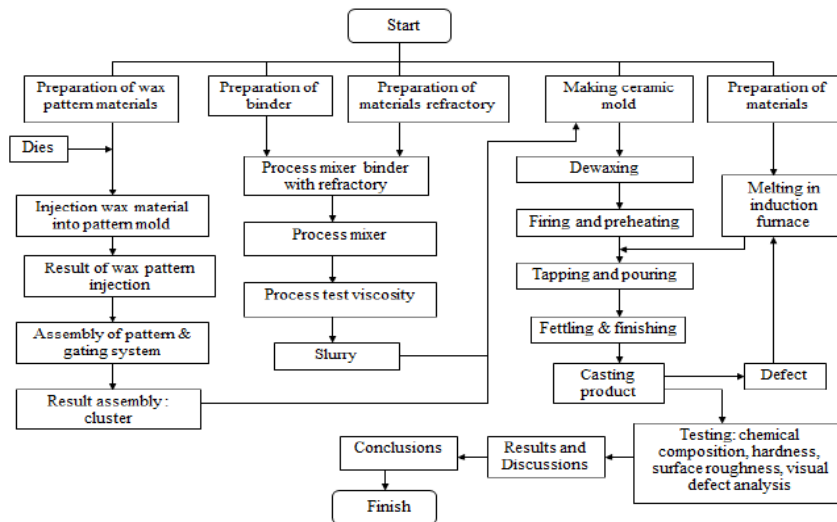 Start
Preparation of wax
pattern materials
Preparation of
binder
Preparation of
materials refractory
Making ceramic
mold
Preparation of
materials
Dies
Process mixer binder
with refractory
Dewaxing
Injection wax material
into pattern mold
Process mixer
Firing and preheating
Melting in
induction
furnace
Result of wax pattern
injection
Process test viscosity
Tapping and pouring
Assembly of pattern &
gating system
Slurry
Fettling & finishing
Result assembly :
cluster
Casting
product
Defect
Conclusions
Results and
Discussions
Testing: chemical
composition, hardness,
surface roughness, visual
defect analysis
Finish